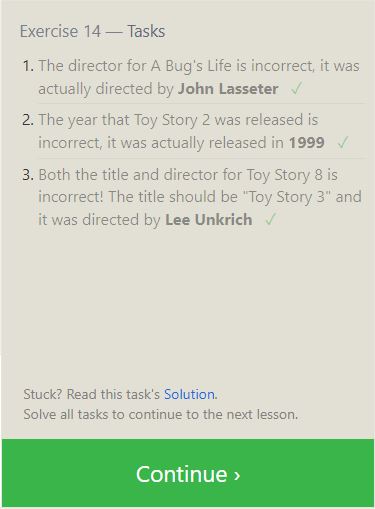 Exercise 14 — Tasks
1. The director for A Bug's Life is incorrect, it was
actually directed by John Lasseter ✓
2. The year that Toy Story 2 was released is
incorrect, it was actually released in 1999 ✓
3. Both the title and director for Toy Story 8 is
incorrect! The title should be "Toy Story 3" and
it was directed by Lee Unkrich ✓
Stuck? Read this task's Solution.
Solve all tasks to continue to the next lesson.
Continue ›